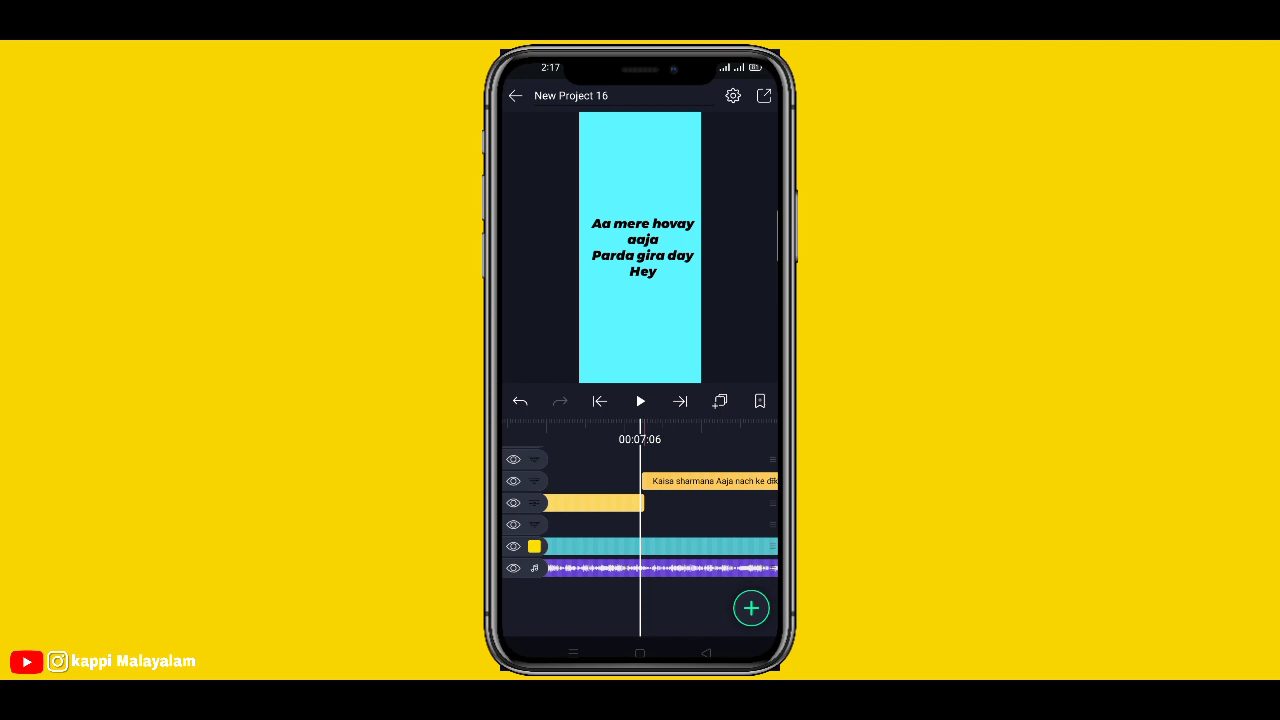 2:17
New Project 16
Aa mere hovay
aaja
Parda gira day
Hey
00:07:06
Kaisa sharmana Aaja nach ke dik
kappi Malayalam